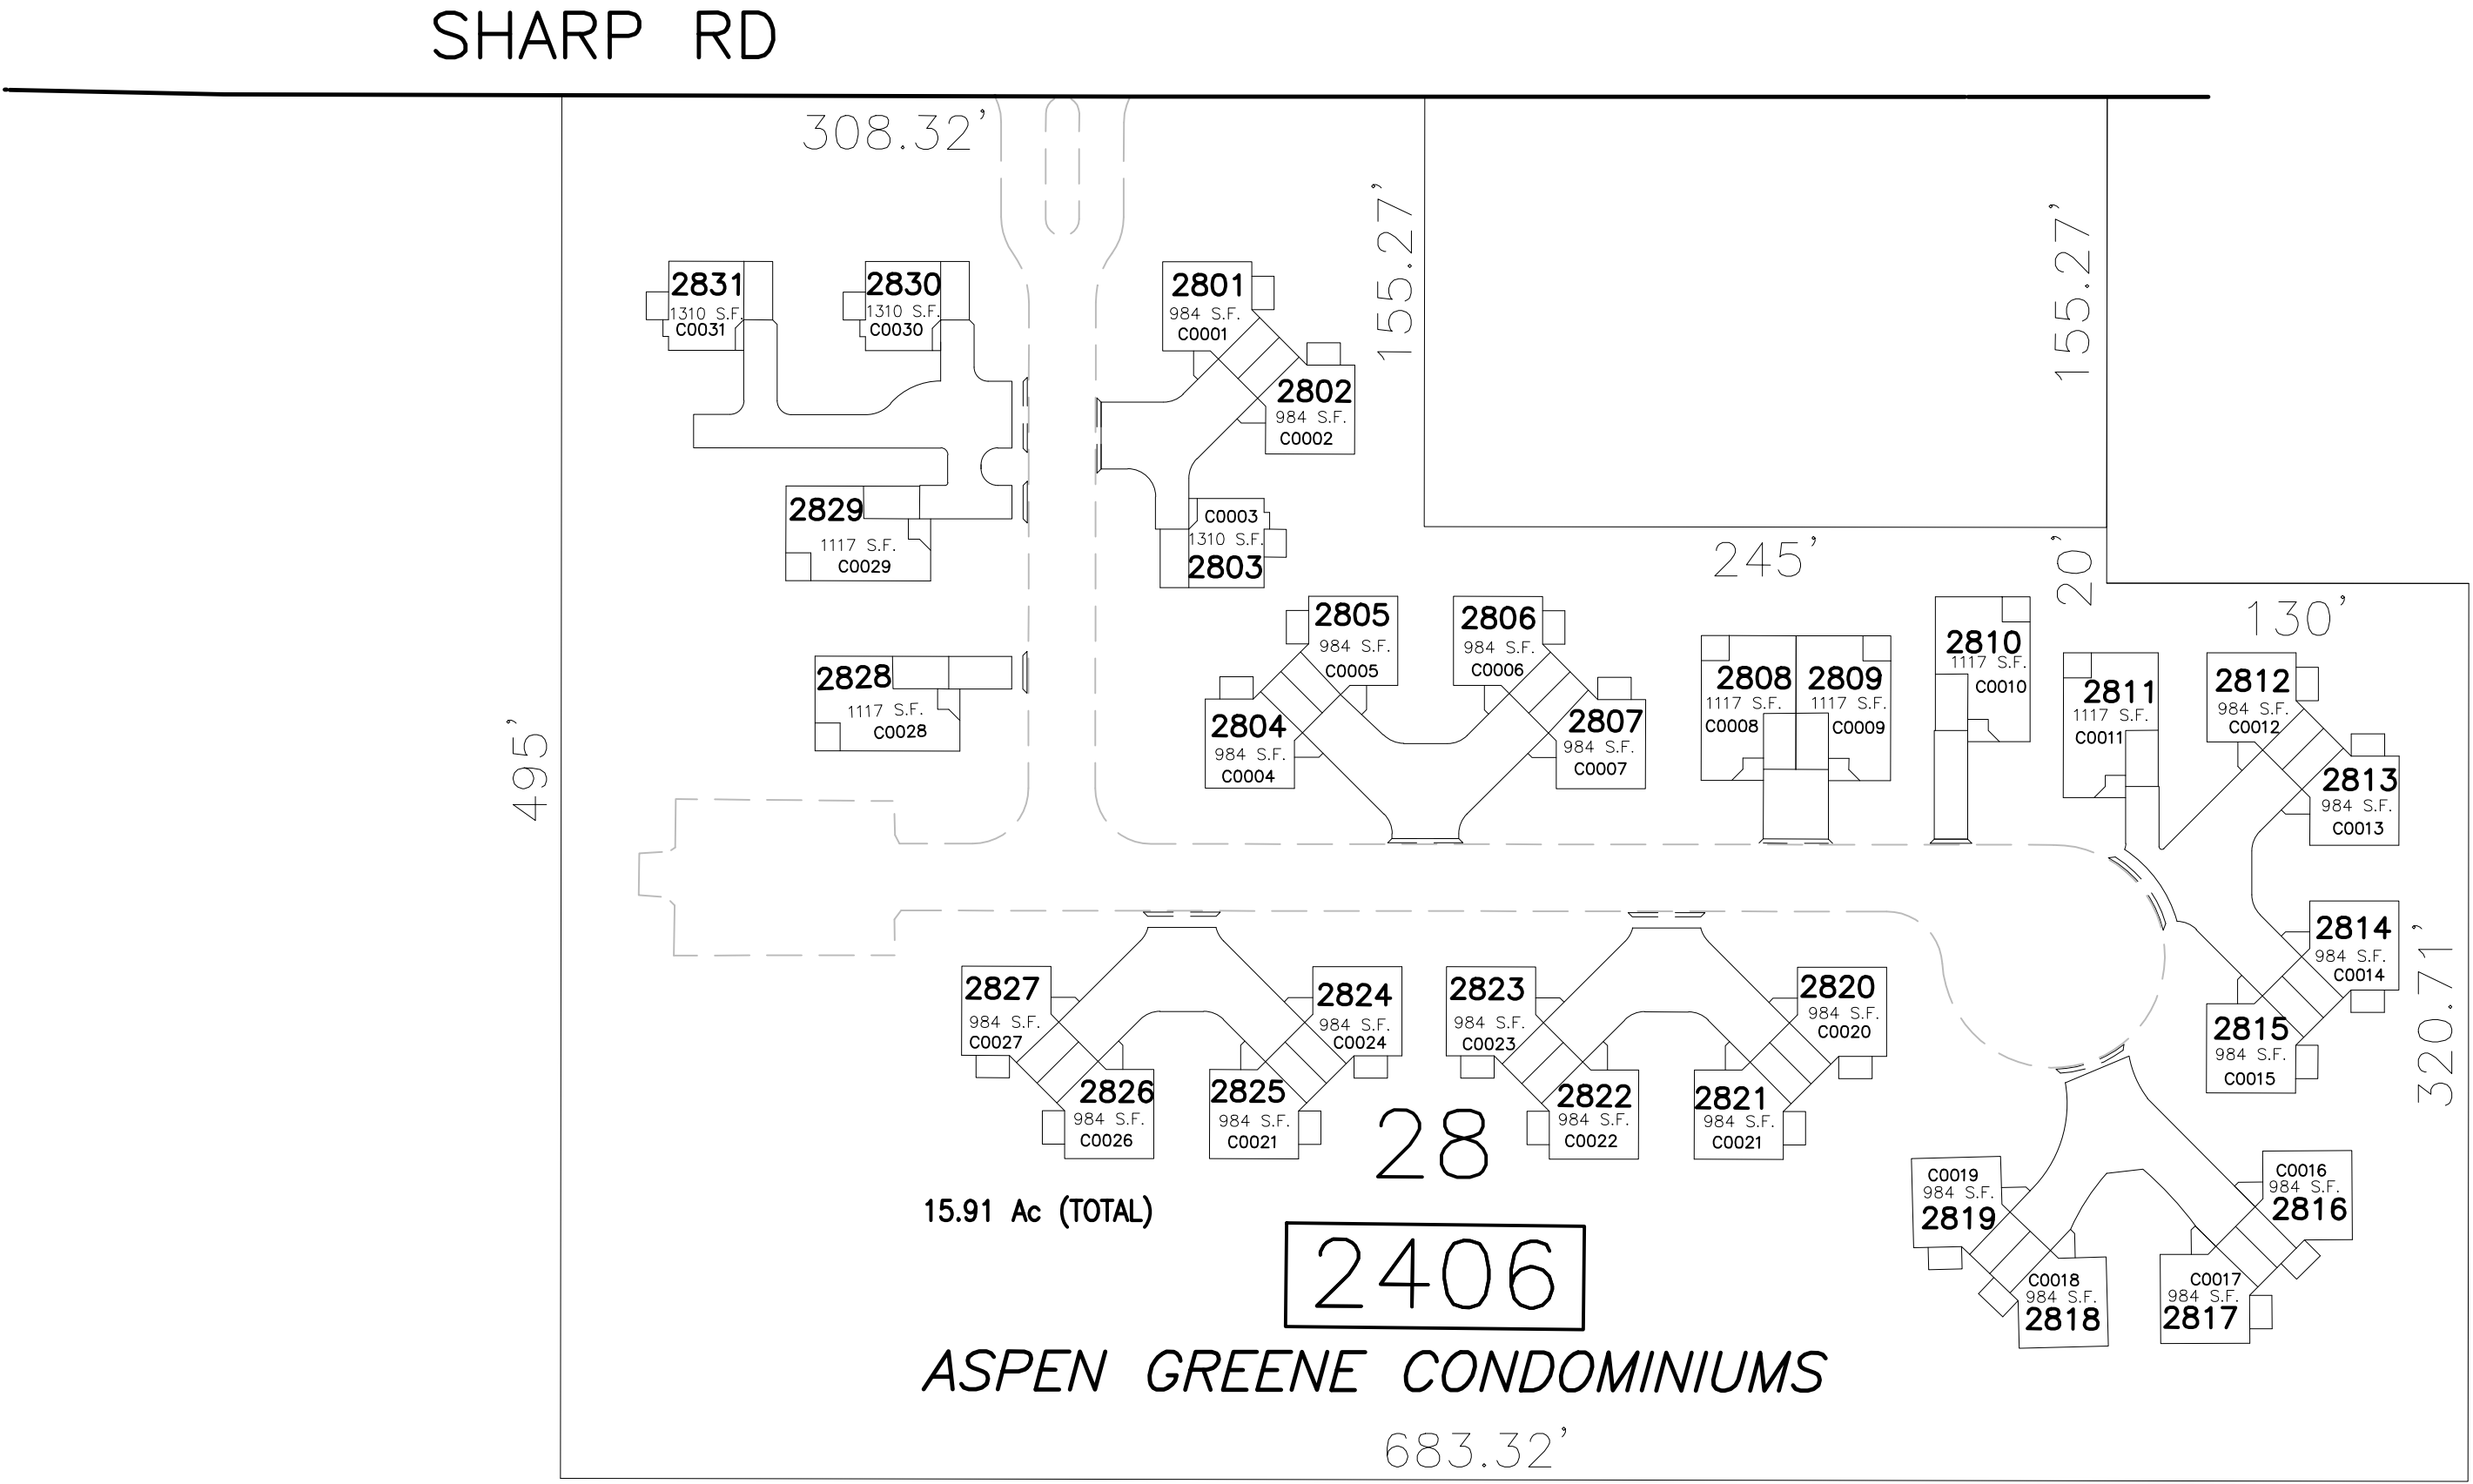 SHARP RD
308.32'
155.27'
155.27'
2831
1310 S.F.
C0031
2830
1310 S.F.
C0030
2801
984 S.F.
C0001
2802
984 S.F.
C0002
2829
1117 S.F.
C0029
C0003
1310 S.F.
2803
245'
20'
130'
2805
984 S.F.
C0005
2806
984 S.F.
C0006
2804
984 S.F.
C0004
2807
984 S.F.
C0007
2808
1117 S.F.
C0008
2809
1117 S.F.
C0009
2810
1117 S.F.
C0010
2811
1117 S.F.
C0011
2812
984 S.F.
C0012
2813
984 S.F.
C0013
2828
1117 S.F.
C0028
495'
2814
984 S.F.
C0014
2815
984 S.F.
C0015
320.71'
2827
984 S.F.
C0027
2826
984 S.F.
C0026
2825
984 S.F.
C0021
2824
984 S.F.
C0024
2823
984 S.F.
C0023
2822
984 S.F.
C0022
2821
984 S.F.
C0021
2820
984 S.F.
C0020
28
C0019
984 S.F.
2819
C0018
984 S.F.
2818
C0017
984 S.F.
2817
C0016
984 S.F.
2816
15.91 Ac (TOTAL)
2406
ASPEN GREENE CONDOMINIUMS
683.32'